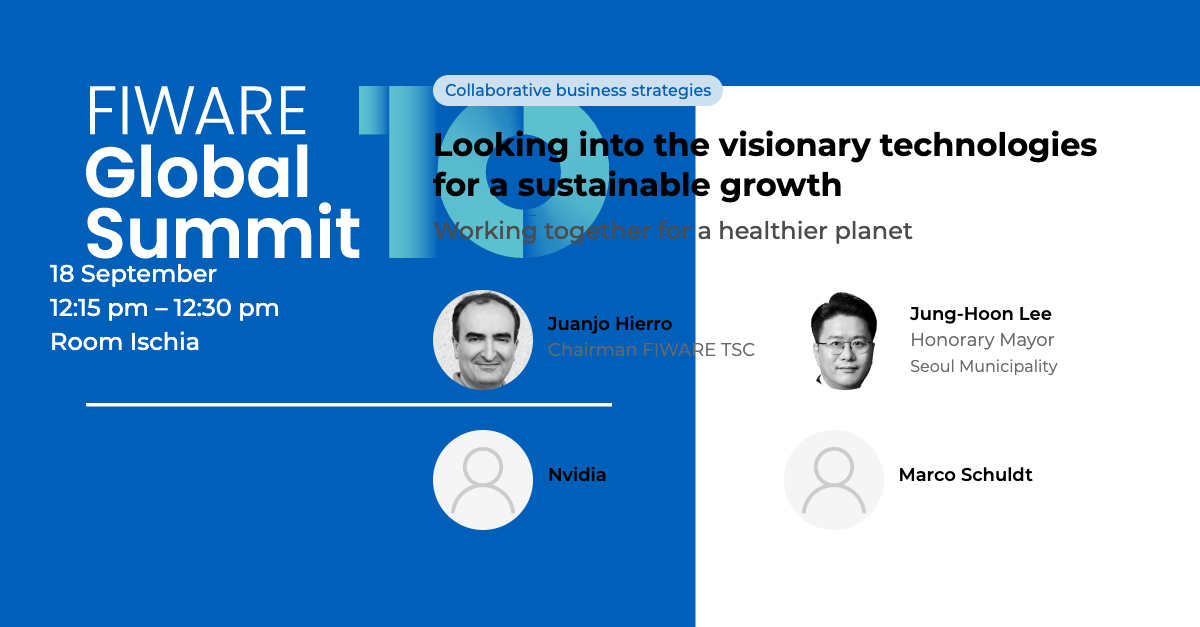 FIWARE
Global
Summit
10
18 September
12:15 pm – 12:30 pm
Room Ischia
Collaborative business strategies
Looking into the visionary technologies
for a sustainable growth
Working together for a healthier planet
Juanjo Hierro
Chairman FIWARE TSC
Jung-Hoon Lee
Honorary Mayor
Seoul Municipality
Nvidia
Marco Schuldt